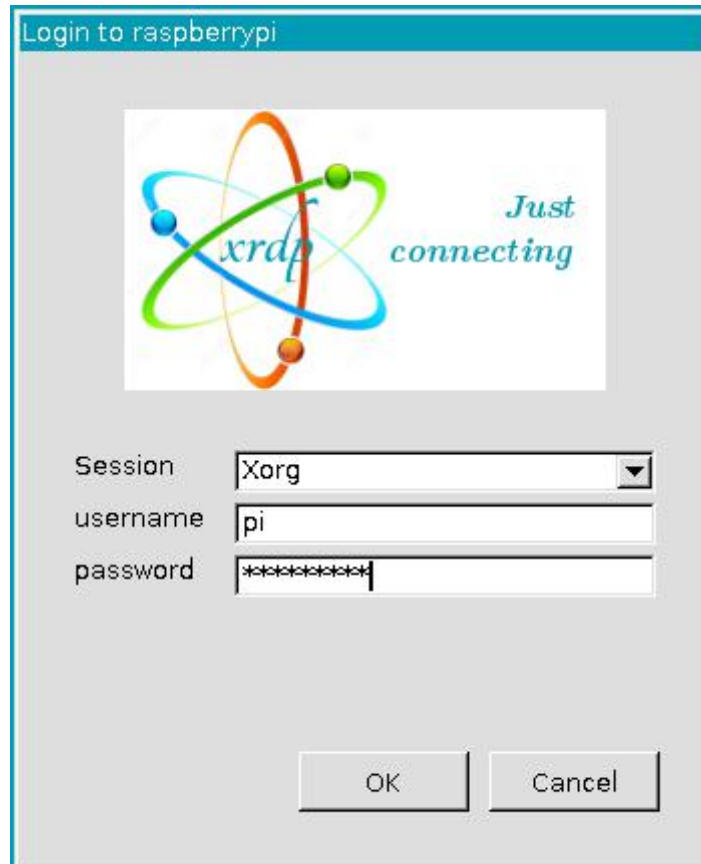 Login to raspberrypi
xrdp
Just
connecting
Session Xorg
username pi
password *********
OK Cancel